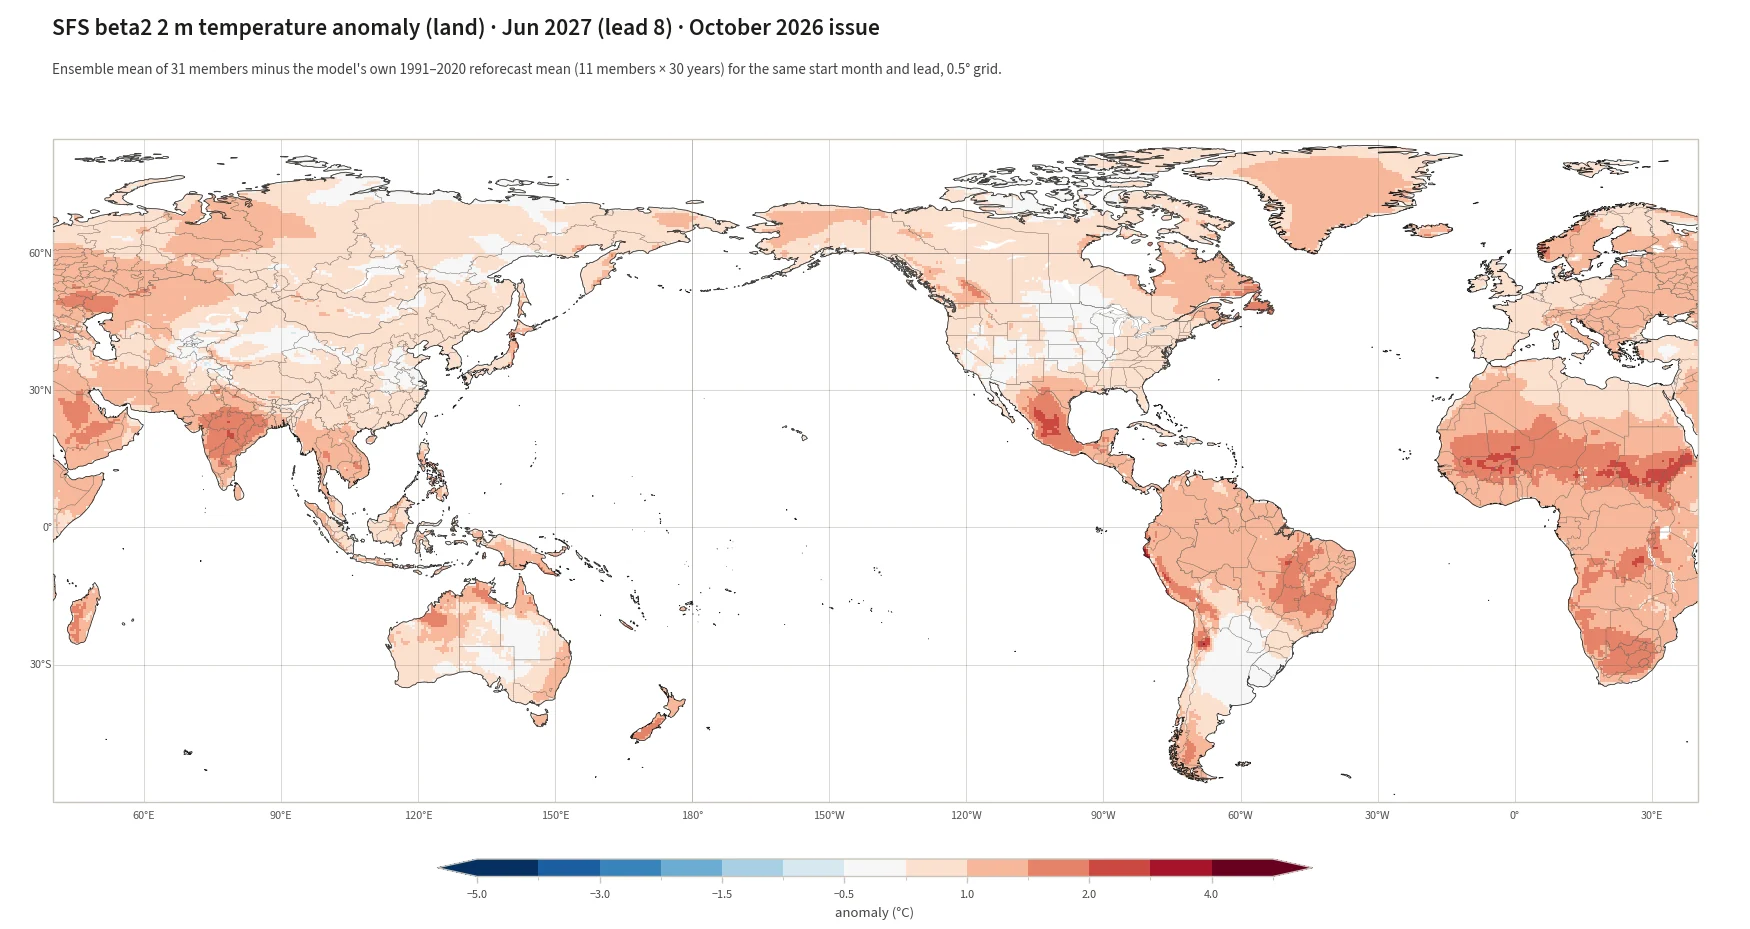 SFS beta2 2 m temperature anomaly (land) · Jun 2027 (lead 8) · October 2026 issue
Ensemble mean of 31 members minus the model's own 1991–2020 reforecast mean (11 members × 30 years) for the same start month and lead, 0.5° grid.
60°N
30°N
0°
30°S
60°E 90°E 120°E 150°E 180° 150°W 120°W 90°W 60°W 30°W 0° 30°E
−5.0 −3.0 −1.5 −0.5 1.0 2.0 4.0
anomaly (°C)